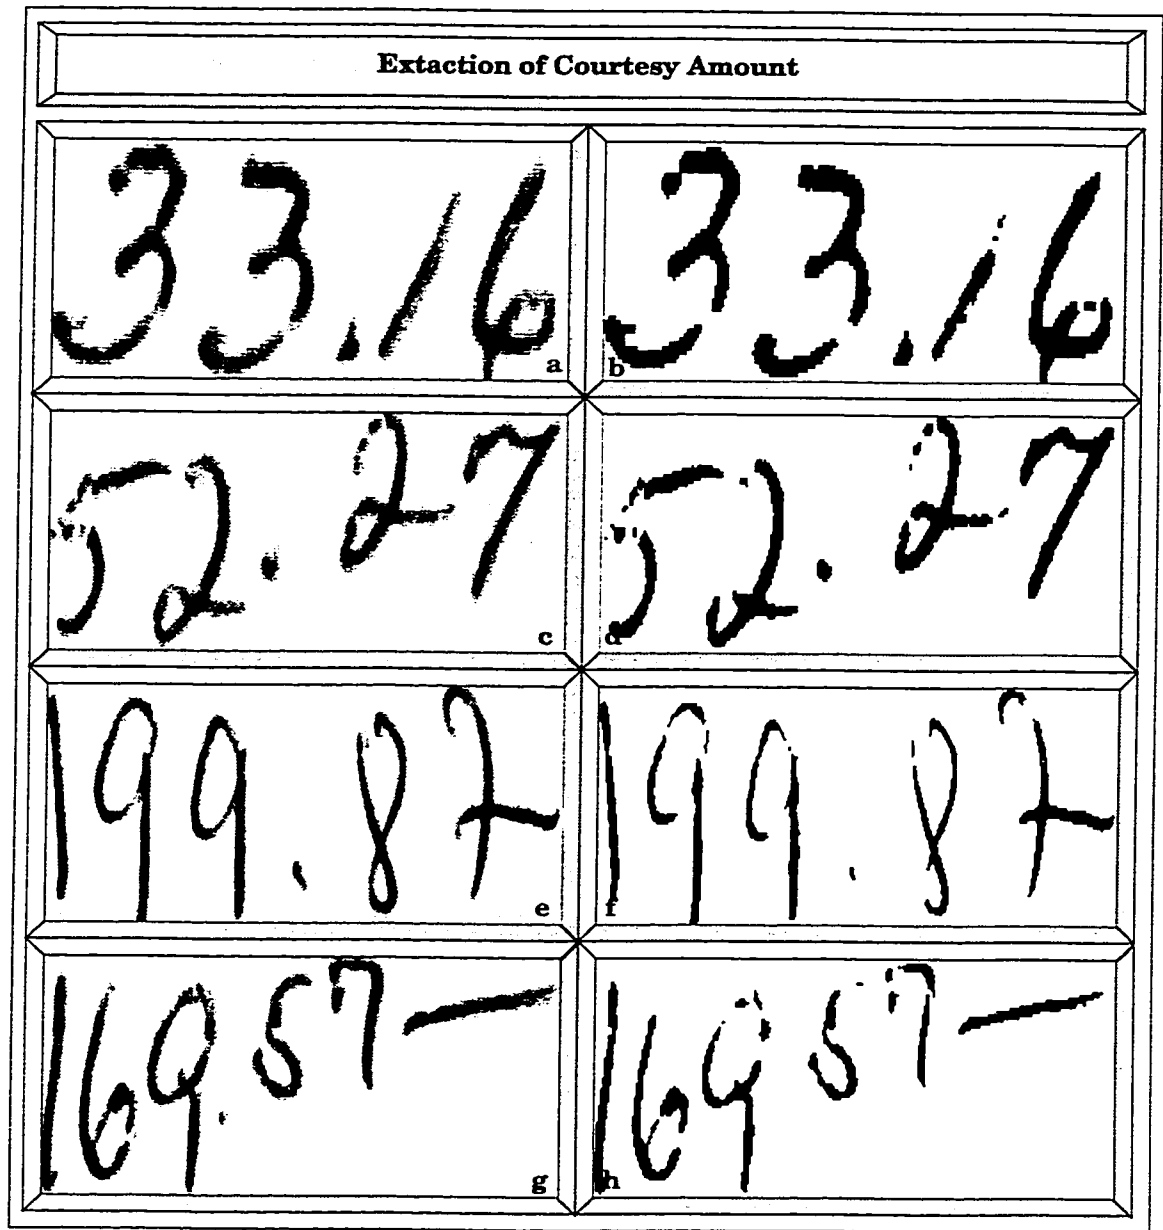 Extaction of Courtesy Amount
33.16
a
33.16
b
52.27
c
52.27
d
199.87
e
199.87
f
169.57
g
169 57
h